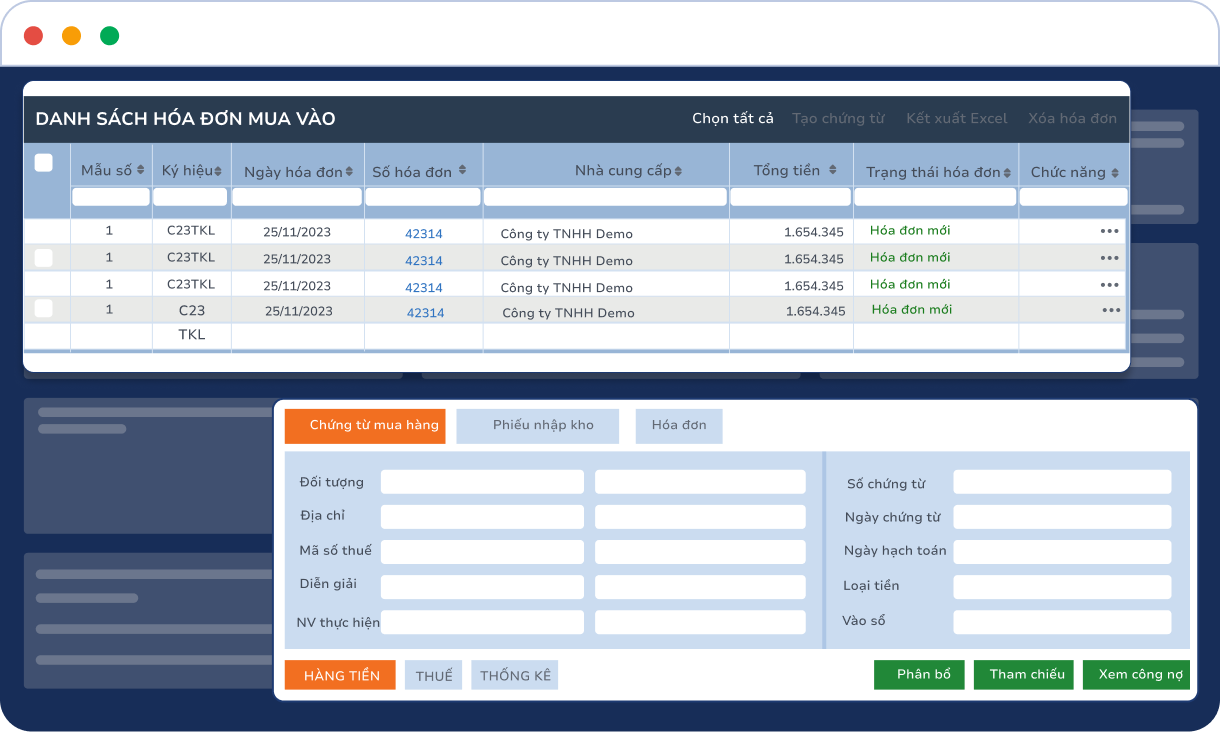 DANH SÁCH HÓA ĐƠN MUA VÀO Chọn tất cả Tạo chứng từ Kết xuất Excel Xóa hóa đơn
Mẫu số Ký hiệu Ngày hóa đơn Số hóa đơn Nhà cung cấp Tổng tiền Trạng thái hóa đơn Chức năng
1 C23TKL 25/11/2023 42314 Công ty TNHH Demo 1.654.345 Hóa đơn mới •••
1 C23TKL 25/11/2023 42314 Công ty TNHH Demo 1.654.345 Hóa đơn mới •••
1 C23TKL 25/11/2023 42314 Công ty TNHH Demo 1.654.345 Hóa đơn mới •••
1 C23 25/11/2023 42314 Công ty TNHH Demo 1.654.345 Hóa đơn mới •••
TKL
Chứng từ mua hàng Phiếu nhập kho Hóa đơn
Đối tượng Số chứng từ
Địa chỉ Ngày chứng từ
Mã số thuế Ngày hạch toán
Diễn giải Loại tiền
NV thực hiện Vào sổ
HÀNG TIỀN THUẾ THỐNG KÊ Phân bổ Tham chiếu Xem công nợ